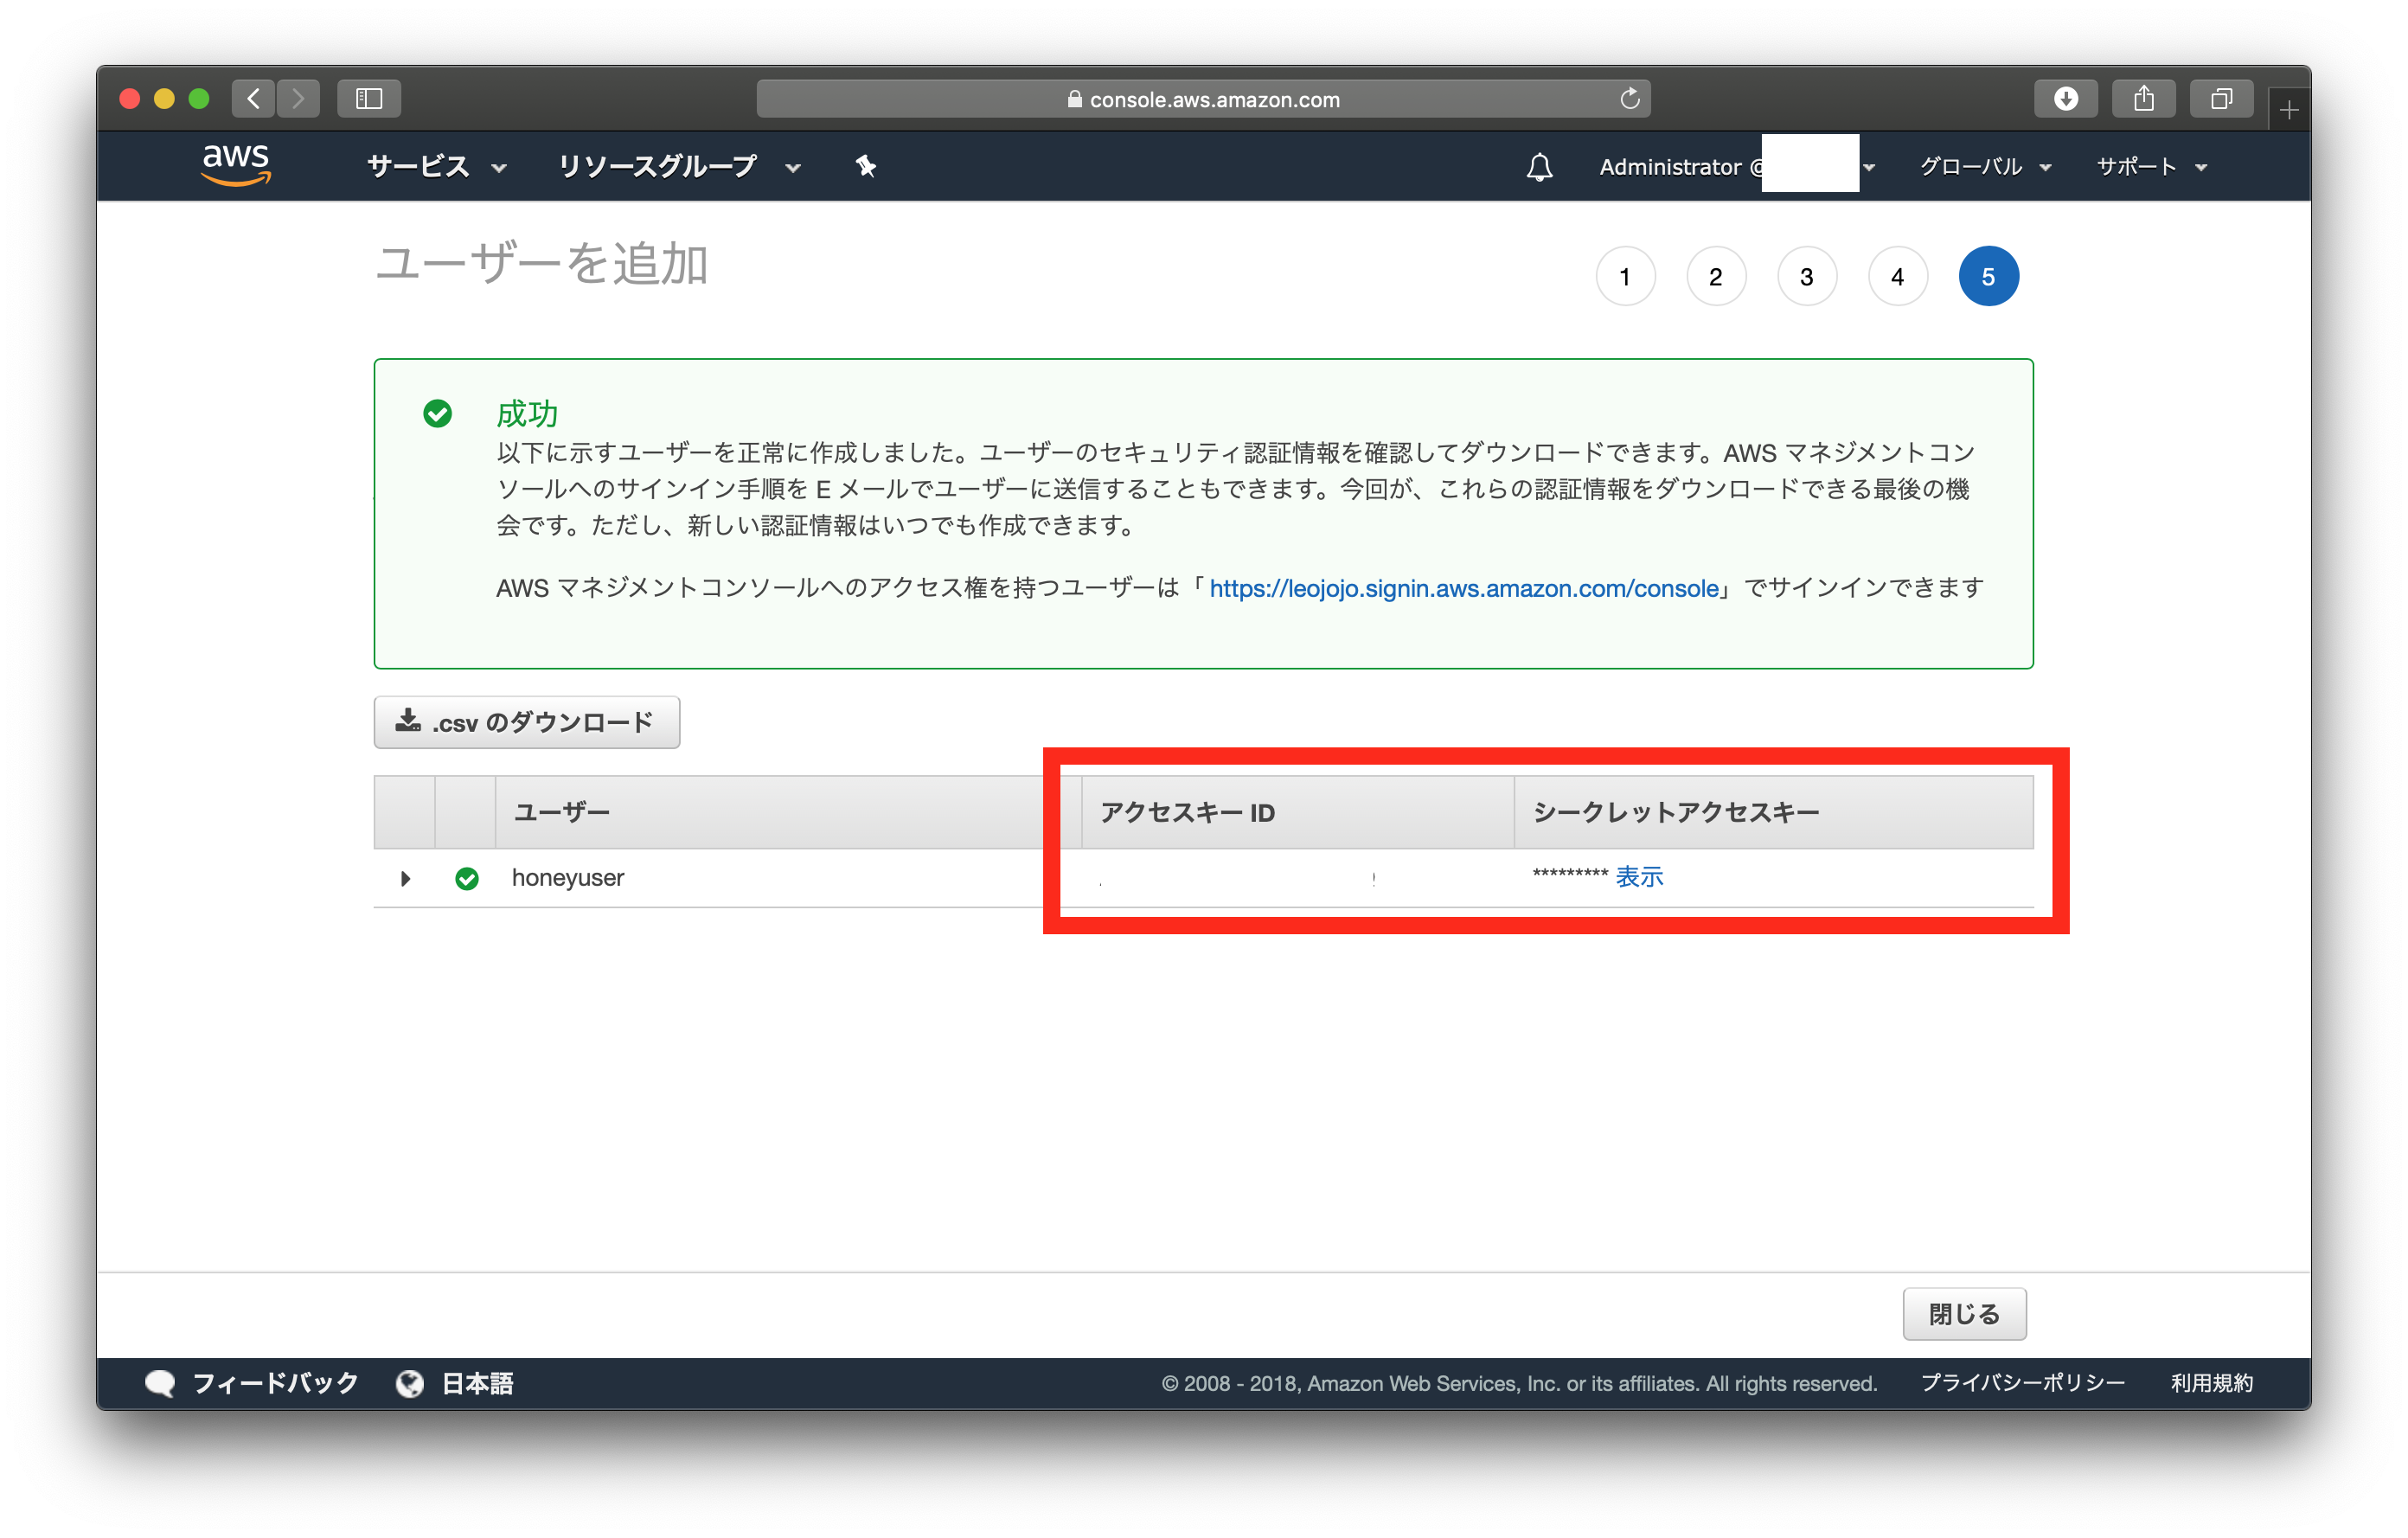 console.aws.amazon.com
aws サービス リソースグループ Administrator @ グローバル サポート
ユーザーを追加
1 2 3 4 5
成功
以下に示すユーザーを正常に作成しました。ユーザーのセキュリティ認証情報を確認してダウンロードできます。AWS マネジメントコン
ソールへのサインイン手順を E メールでユーザーに送信することもできます。今回が、これらの認証情報をダウンロードできる最後の機
会です。ただし、新しい認証情報はいつでも作成できます。
AWS マネジメントコンソールへのアクセス権を持つユーザーは「 https://leojojo.signin.aws.amazon.com/console」でサインインできます
.csv のダウンロード
ユーザー アクセスキー ID シークレットアクセスキー
honeyuser ********* 表示
閉じる
フィードバック 日本語 © 2008 - 2018, Amazon Web Services, Inc. or its affiliates. All rights reserved. プライバシーポリシー 利用規約